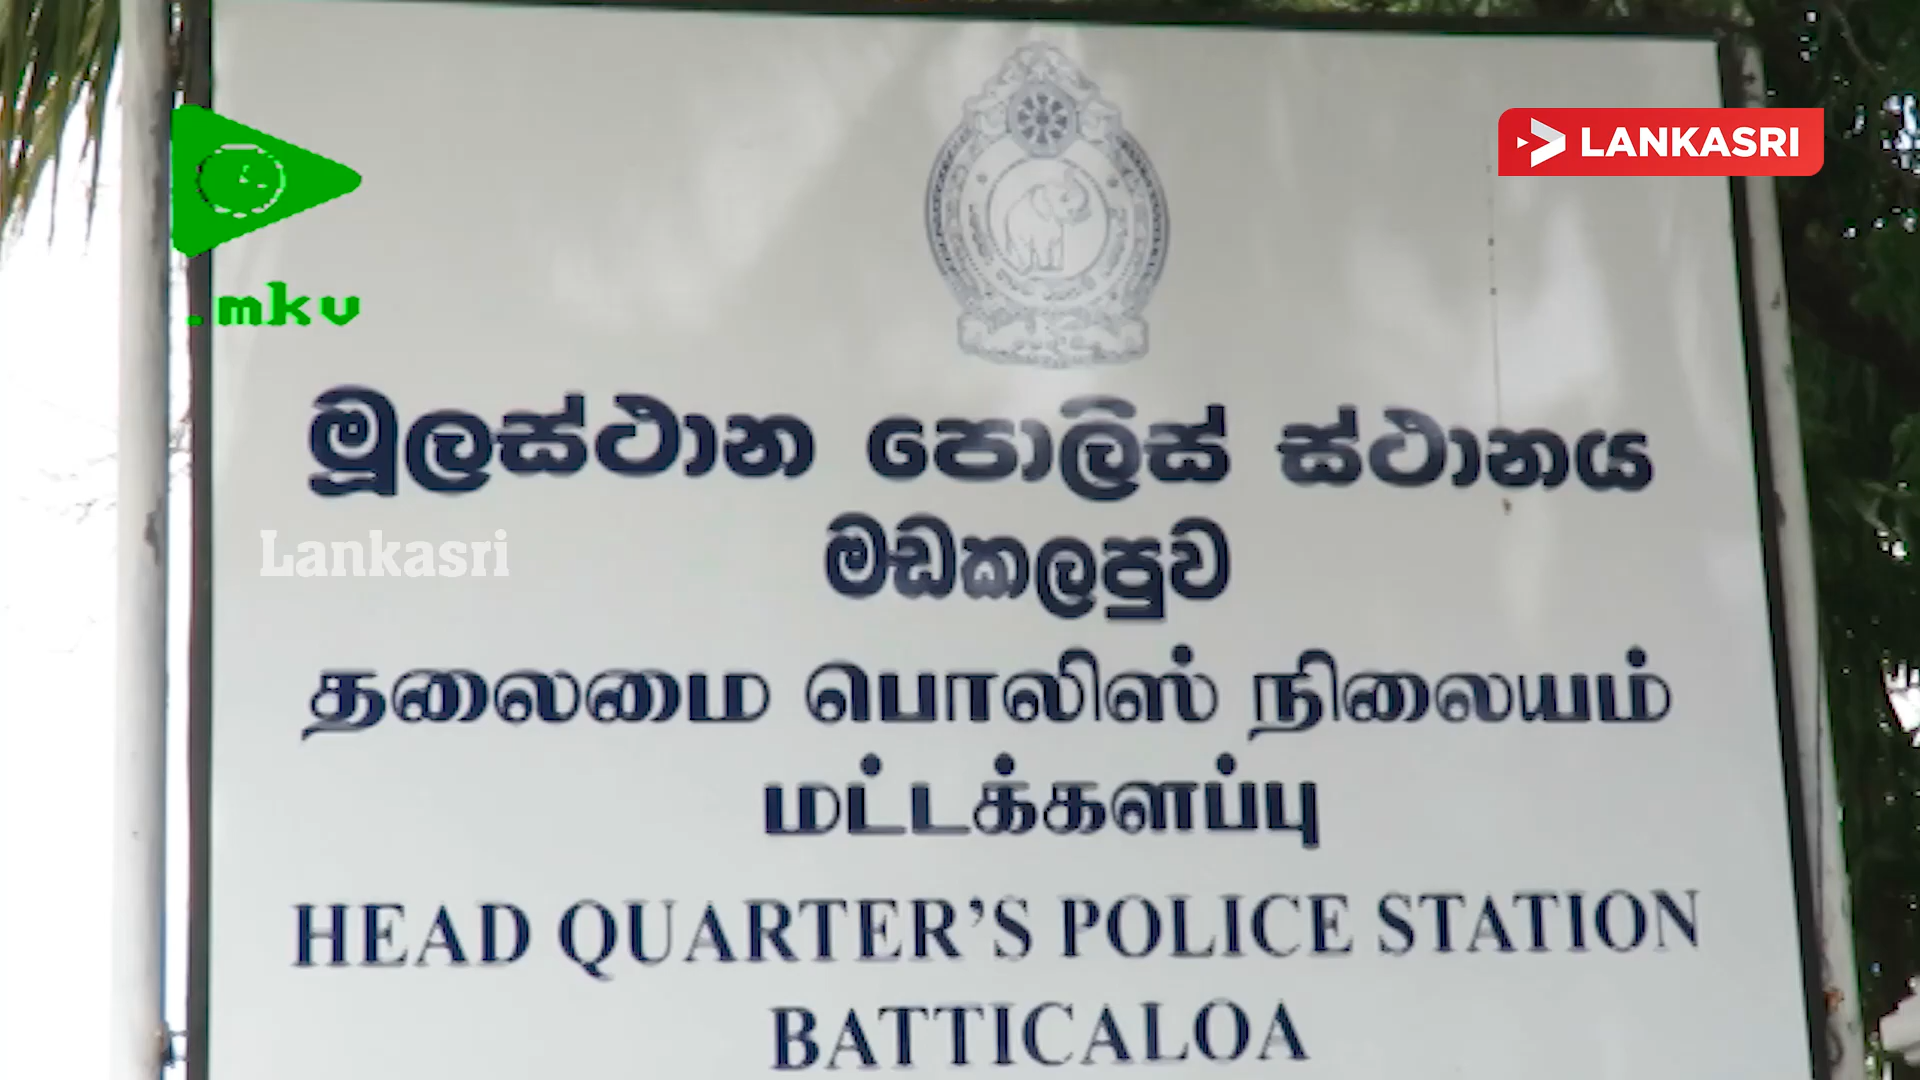 LANKASRI
.mkv
මූලස්ථාන පොලිස් ස්ථානය
Lankasri
මඩකලපුව
தலைமை பொலிஸ் நிலையம்
மட்டக்களப்பு
HEAD QUARTER'S POLICE STATION
BATTICALOA